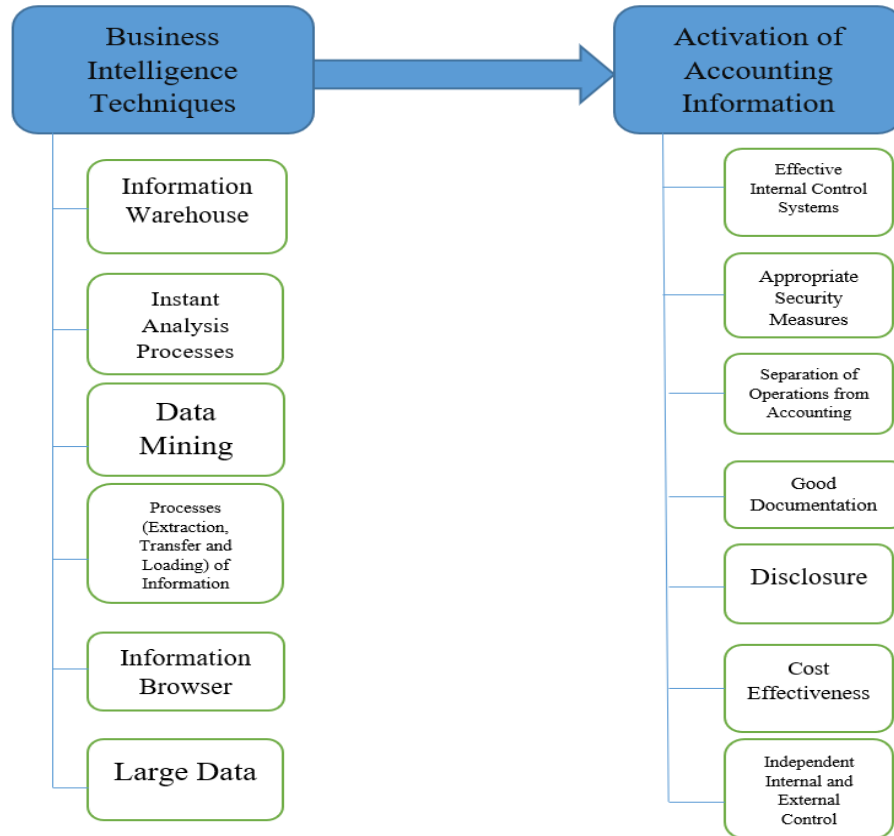 Business
Intelligence
Techniques
Activation of
Accounting
Information
Information
Warehouse
Instant
Analysis
Processes
Data
Mining
Processes
(Extraction,
Transfer and
Loading) of
Information
Information
Browser
Large Data
Effective
Internal Control
Systems
Appropriate
Security
Measures
Separation of
Operations from
Accounting
Good
Documentation
Disclosure
Cost
Effectiveness
Independent
Internal and
External
Control